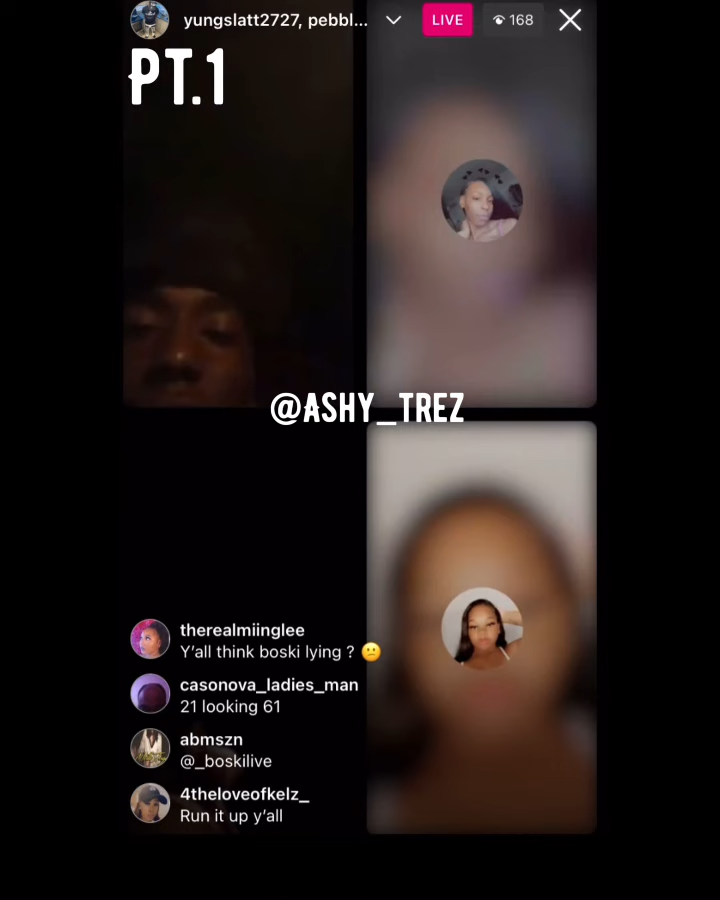 yungslatt2727, pebbl...
LIVE
168
PT.1
@ASHY_TREZ
therealmiinglee
Y'all think boski lying ? 😕
casonova_ladies_man
21 looking 61
abmszn
@_boskilive
4theloveofkelz_
Run it up y'all